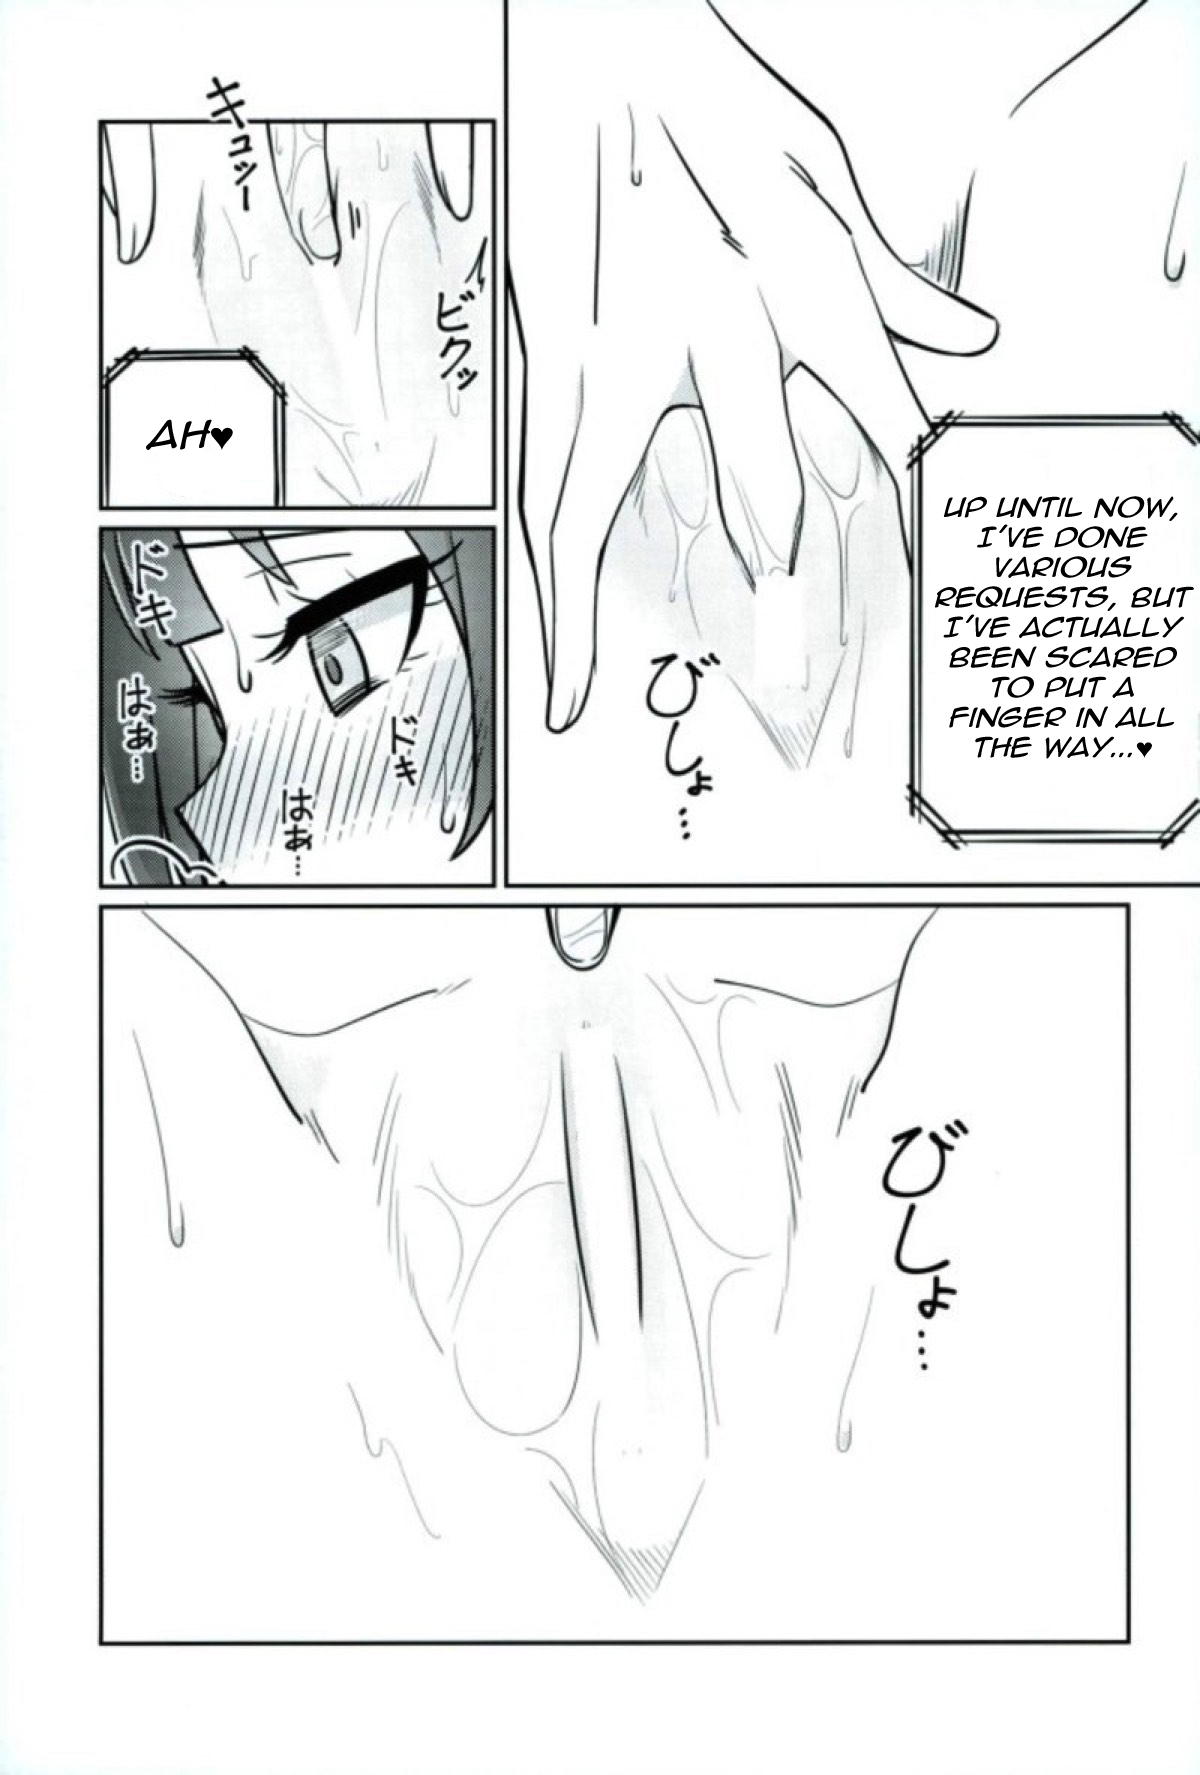 UP UNTIL NOW,
I'VE DONE
VARIOUS
REQUESTS, BUT
I'VE ACTUALLY
BEEN SCARED
TO PUT A
FINGER IN ALL
THE WAY...♥
びしょ…
キュッー
ビクッ
AH♥
ドキ
はぁ…
ドキ
はぁ…
びしょ…